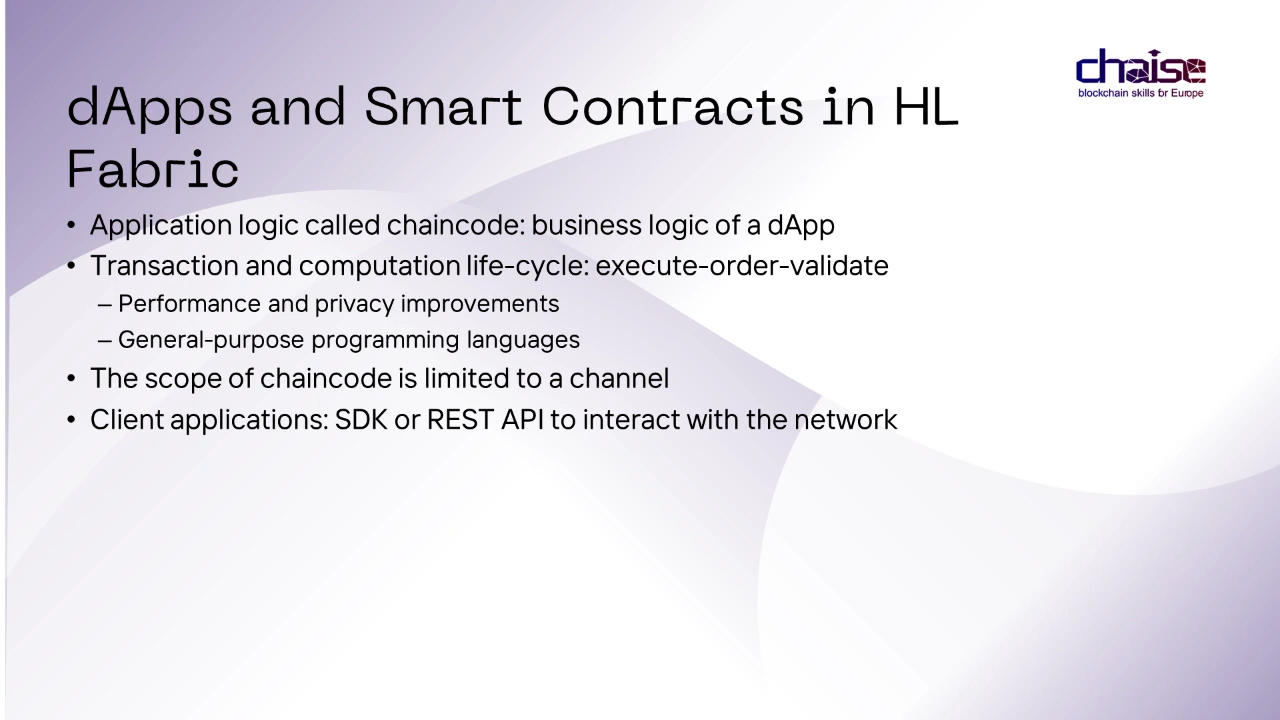 chaise
blockchain skills for Europe
dApps and Smart Contracts in HL
Fabric
• Application logic called chaincode: business logic of a dApp
• Transaction and computation life-cycle: execute-order-validate
– Performance and privacy improvements
– General-purpose programming languages
• The scope of chaincode is limited to a channel
• Client applications: SDK or REST API to interact with the network